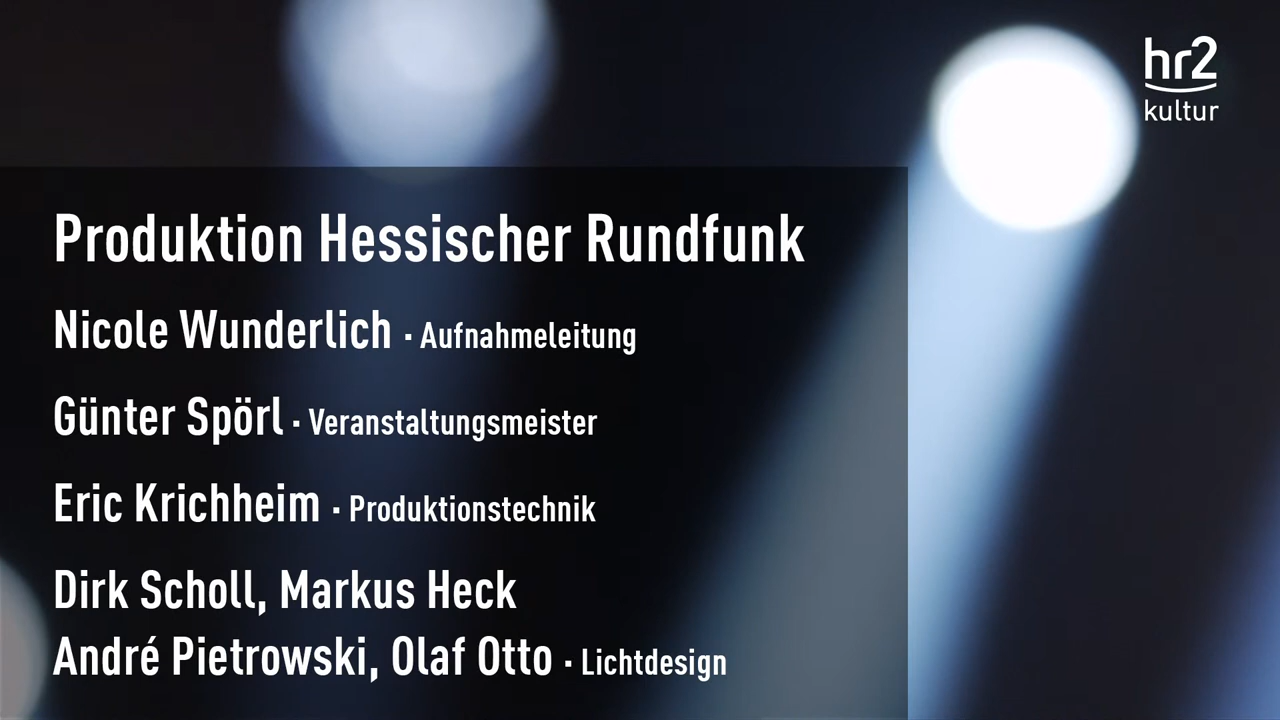 hr2
kultur
Produktion Hessischer Rundfunk
Nicole Wunderlich · Aufnahmeleitung
Günter Spörl · Veranstaltungsmeister
Eric Krichheim · Produktionstechnik
Dirk Scholl, Markus Heck
André Pietrowski, Olaf Otto · Lichtdesign